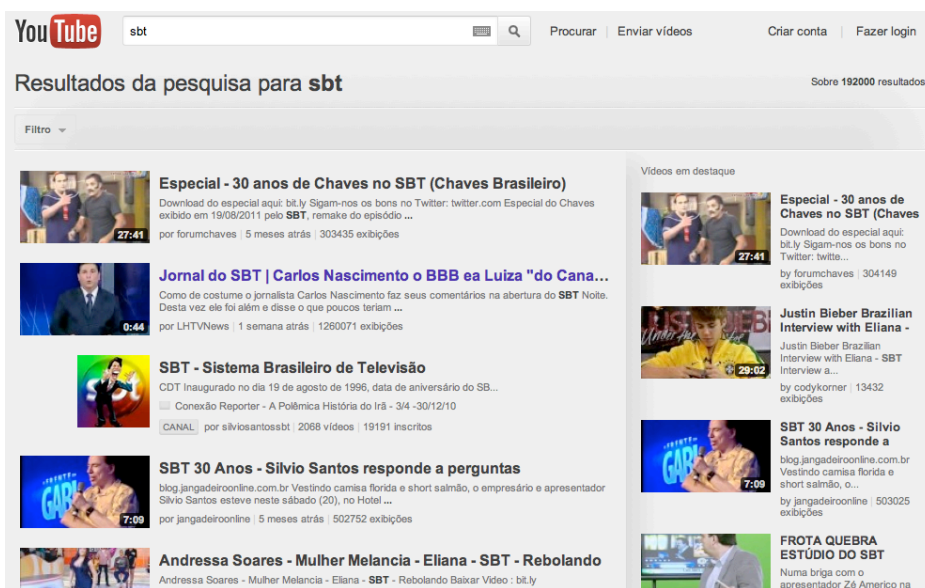 YouTube
sbt
Procurar | Enviar vídeos
Criar conta | Fazer login
Resultados da pesquisa para sbt
Sobre 192000 resultados
Filtro
27:41
Especial - 30 anos de Chaves no SBT (Chaves Brasileiro)
Download do especial aqui: bit.ly Sigam-nos os bons no Twitter: twitter.com Especial do Chaves
exibido em 19/08/2011 pelo SBT, remake do episódio ...
por forumchaves | 5 meses atrás | 303435 exibições
0:44
Jornal do SBT | Carlos Nascimento o BBB ea Luiza "do Cana...
Como de costume o jornalista Carlos Nascimento faz seus comentários na abertura do SBT Noite.
Desta vez ele foi além e disse o que poucos teriam ...
por LHTVNews | 1 semana atrás | 1260071 exibições
sbt
SBT - Sistema Brasileiro de Televisão
CDT Inaugurado no dia 19 de agosto de 1996, data de aniversário do SB...
Conexão Reporter - A Polêmica História do Irã - 3/4 -30/12/10
CANAL por silviosantossbt | 2068 vídeos | 19191 inscritos
FRENTE
GABI
7:09
SBT 30 Anos - Silvio Santos responde a perguntas
blog.jangadeiroonline.com.br Vestindo camisa florida e short salmão, o empresário e apresentador
Silvio Santos esteve neste sábado (20), no Hotel ...
por jangadeiroonline | 5 meses atrás | 502752 exibições
Andressa Soares - Mulher Melancia - Eliana - SBT - Rebolando
Andressa Soares - Mulher Melancia - Eliana - SBT - Rebolando Baixar Video : bit.ly
Vídeos em destaque
27:41
Especial - 30 anos de
Chaves no SBT (Chaves
Download do especial aqui:
bit.ly Sigam-nos os bons no
Twitter: twitte...
by forumchaves | 304149
exibições
Under the
29:02
Justin Bieber Brazilian
Interview with Eliana -
Justin Bieber Brazilian
Interview with Eliana - SBT
Interview a...
by codykorner | 13432
exibições
FRENTE
GABI
7:09
SBT 30 Anos - Silvio
Santos responde a
blog.jangadeiroonline.com.br
Vestindo camisa florida e
short salmão, o...
by jangadeiroonline | 503025
exibições
FROTA QUEBRA
ESTÚDIO DO SBT
Numa briga com o
apresentador Zé Americo na